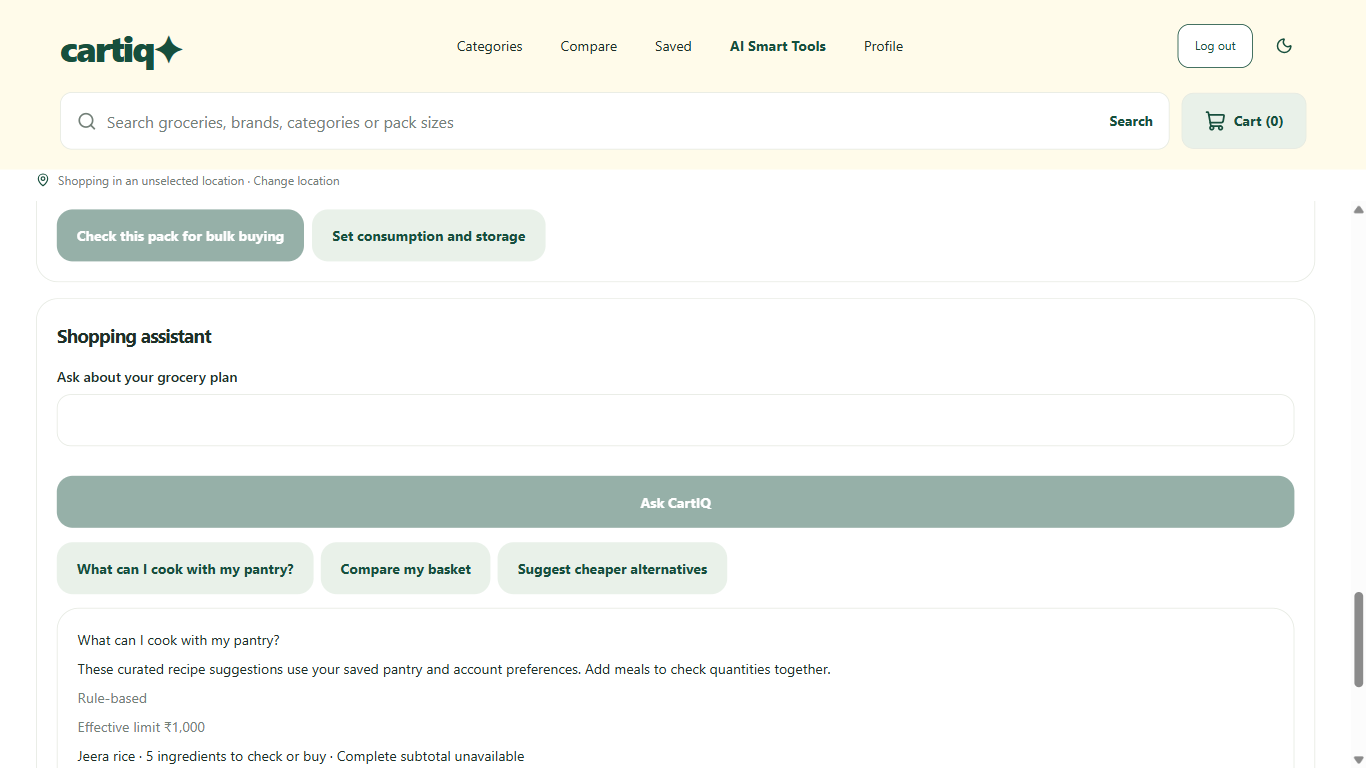 cartiq
Categories
Compare
Saved
AI Smart Tools
Profile
Log out
Search groceries, brands, categories or pack sizes
Search
Cart (0)
Shopping in an unselected location · Change location
Check this pack for bulk buying
Set consumption and storage
Shopping assistant
Ask about your grocery plan
Ask CartIQ
What can I cook with my pantry?
Compare my basket
Suggest cheaper alternatives
What can I cook with my pantry?
These curated recipe suggestions use your saved pantry and account preferences. Add meals to check quantities together.
Rule-based
Effective limit ₹1,000
Jeera rice · 5 ingredients to check or buy · Complete subtotal unavailable